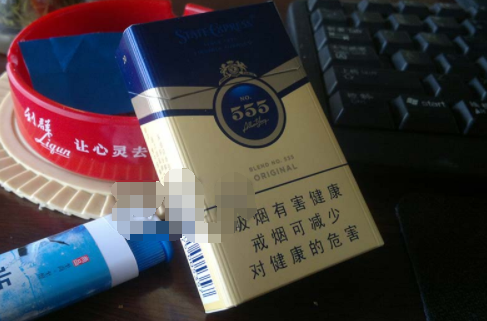 利群
Liqun
让心灵去
STATE EXPRESS
NO.
555
BLEND NO. 555
ORIGINAL
吸烟有害健康
戒烟可减少
对健康的危害